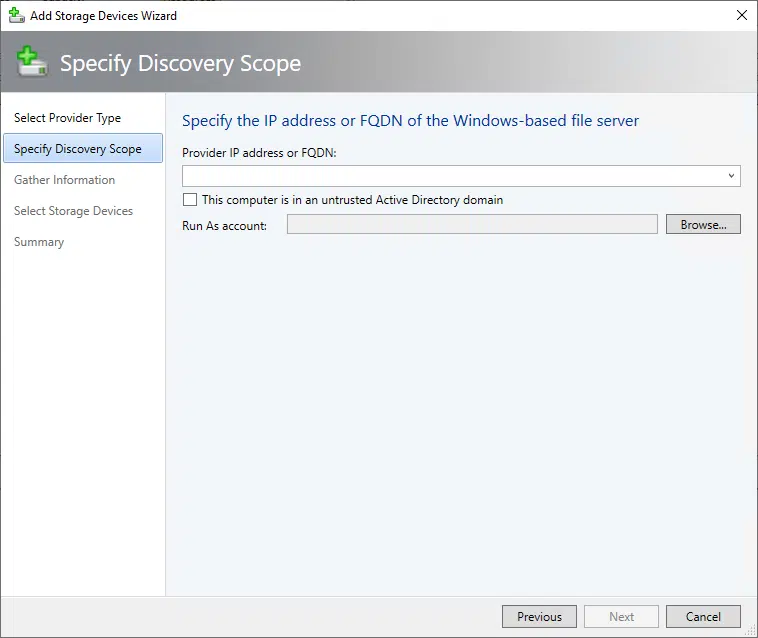 Add Storage Devices Wizard
Specify Discovery Scope
Select Provider Type
Specify Discovery Scope
Gather Information
Select Storage Devices
Summary
Specify the IP address or FQDN of the Windows-based file server
Provider IP address or FQDN:
This computer is in an untrusted Active Directory domain
Run As account:
Browse...
Previous
Next
Cancel